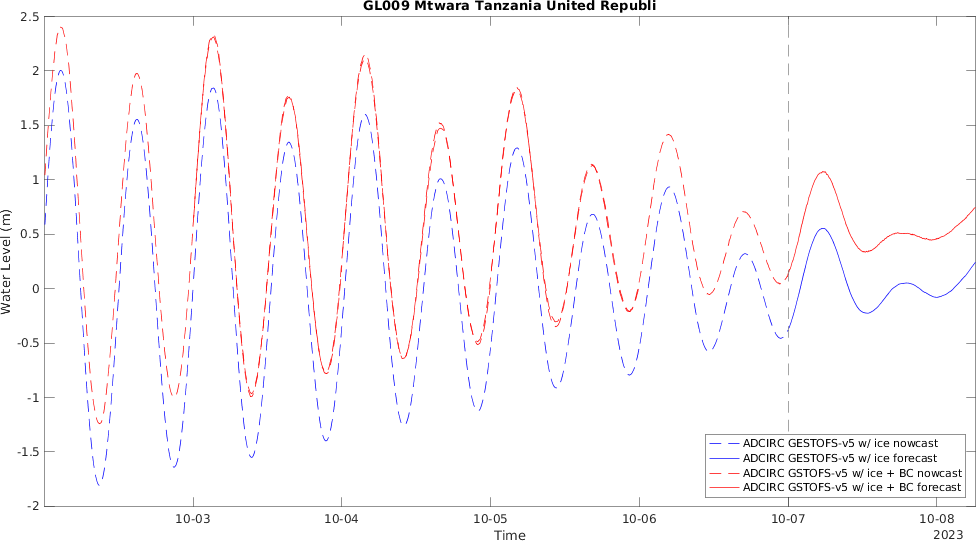 GL009 Mtwara Tanzania United Republi
2.5
2
1.5
1
0.5
0
-0.5
-1
-1.5
-2
Water Level (m)
10-03
10-04
10-05
10-06
10-07
10-08
Time
2023
ADCIRC GESTOFS-v5 w/ ice nowcast
ADCIRC GESTOFS-v5 w/ ice forecast
ADCIRC GSTOFS-v5 w/ ice + BC nowcast
ADCIRC GSTOFS-v5 w/ ice + BC forecast